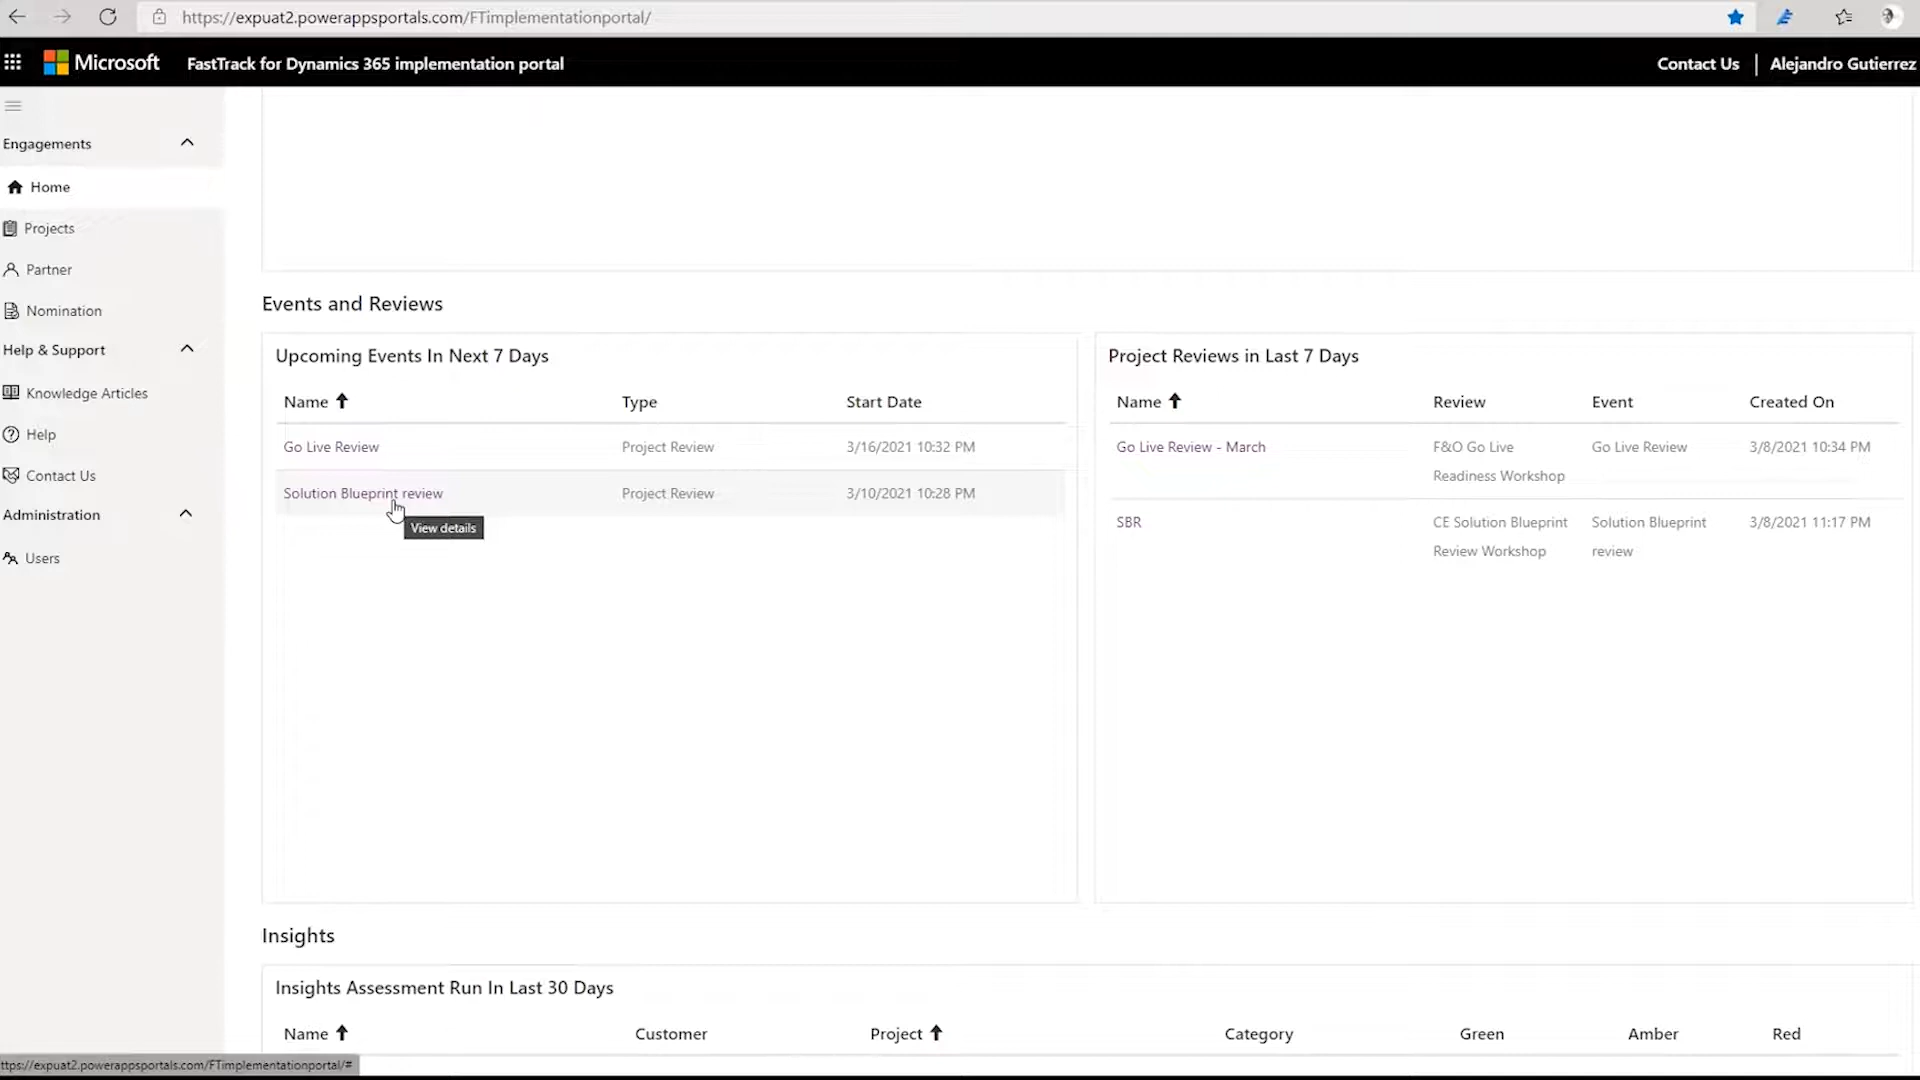 https://expuat2.powerappsportals.com/FTimplementationportal/
Microsoft FastTrack for Dynamics 365 implementation portal Contact Us | Alejandro Gutierrez
Engagements
Home
Projects
Partner
Nomination
Help & Support
Knowledge Articles
Help
Contact Us
Administration
Users
Events and Reviews
Upcoming Events In Next 7 Days
Name Type Start Date
Go Live Review Project Review 3/16/2021 10:32 PM
Solution Blueprint review Project Review 3/10/2021 10:28 PM
View details
Project Reviews in Last 7 Days
Name Review Event Created On
Go Live Review - March F&O Go Live Go Live Review 3/8/2021 10:34 PM
Readiness Workshop
SBR CE Solution Blueprint Solution Blueprint 3/8/2021 11:17 PM
Review Workshop review
Insights
Insights Assessment Run In Last 30 Days
Name Customer Project Category Green Amber Red
ttps://expuat2.powerappsportals.com/FTimplementationportal/#